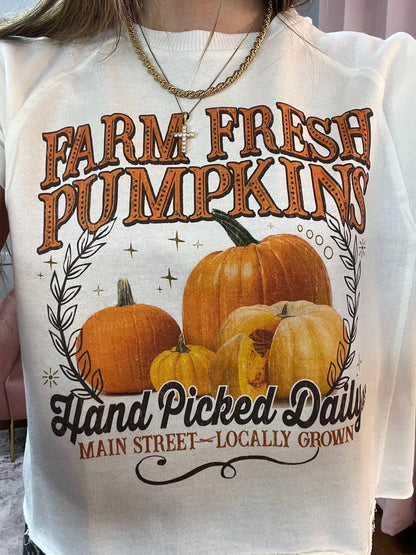 FARM FRESH
PUMPKINS
Hand Picked Daily
MAIN STREET LOCALLY GROWN